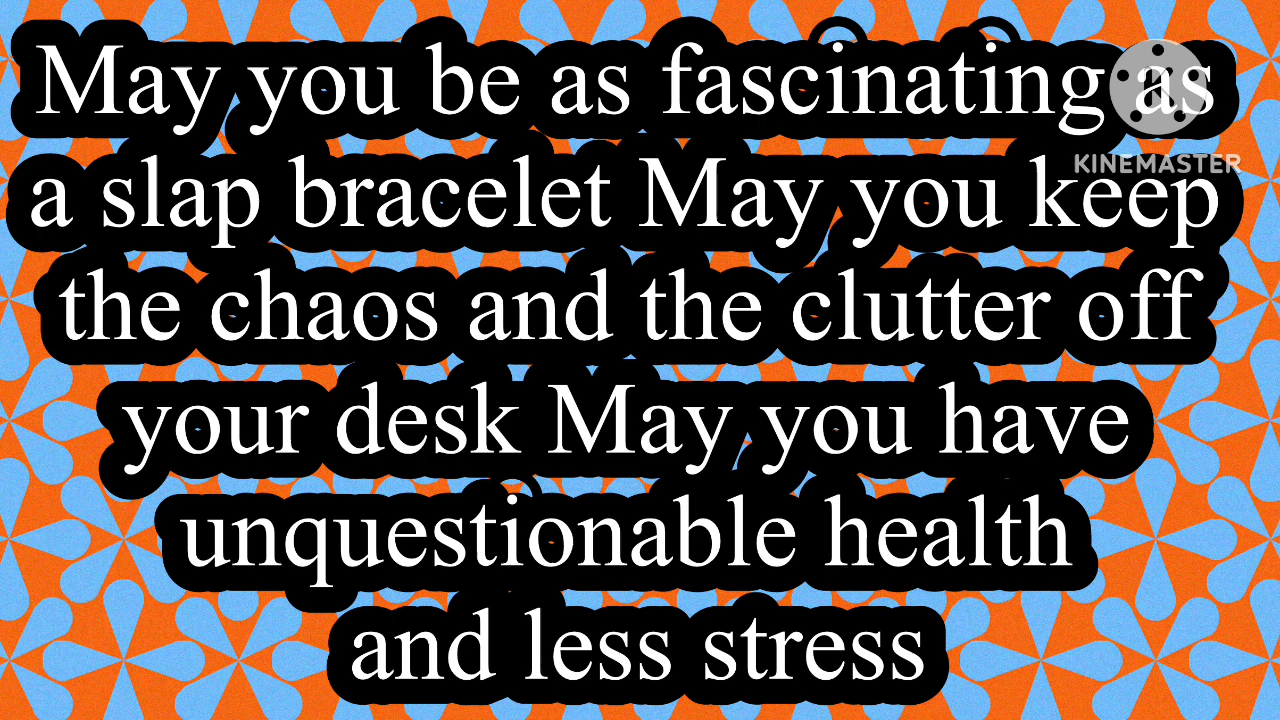 May you be as fascinating as
a slap bracelet May you keep
the chaos and the clutter off
your desk May you have
unquestionable health
and less stress
KINEMASTER